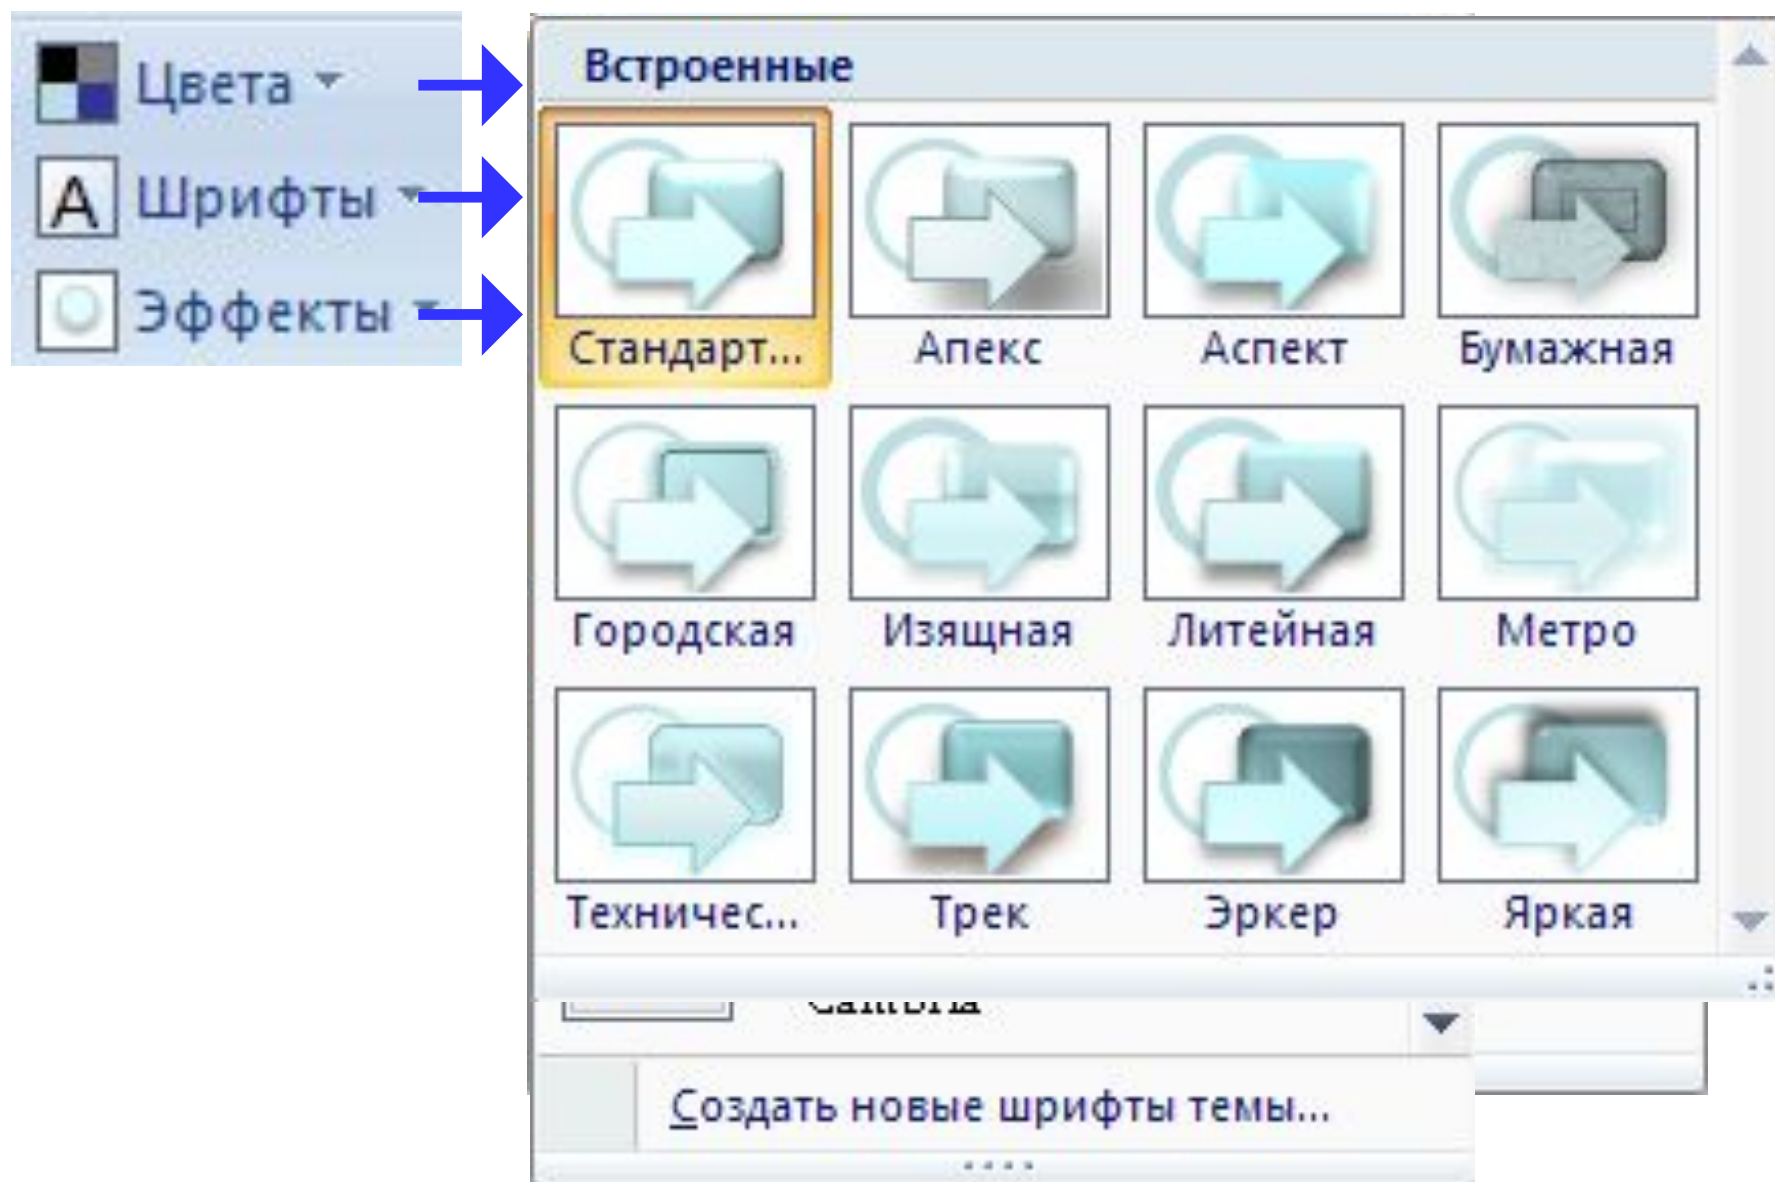 Цвета
Шрифты
A
Эффекты
Встроенные
Стандарт... Апекс Аспект Бумажная
Городская Изящная Литейная Метро
Техничес... Трек Эркер Яркая
Cambria
Создать новые шрифты темы...